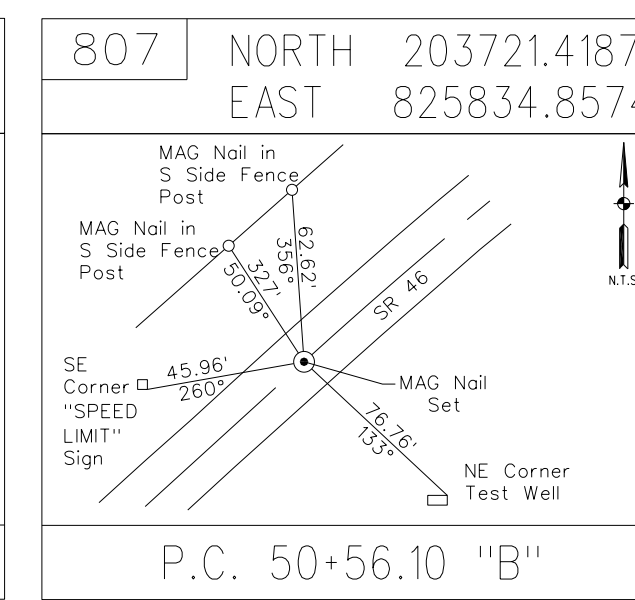 807
NORTH 203721.4187
EAST 825834.8574
MAG Nail in
S Side Fence
Post
MAG Nail in
S Side Fence
Post
62.62'
356°
327'
50.09°
SR 46
N.T.S
SE
Corner
"SPEED
LIMIT"
Sign
45.96'
260°
MAG Nail
Set
76.76'
133°
NE Corner
Test Well
P.C. 50+56.10 "B"